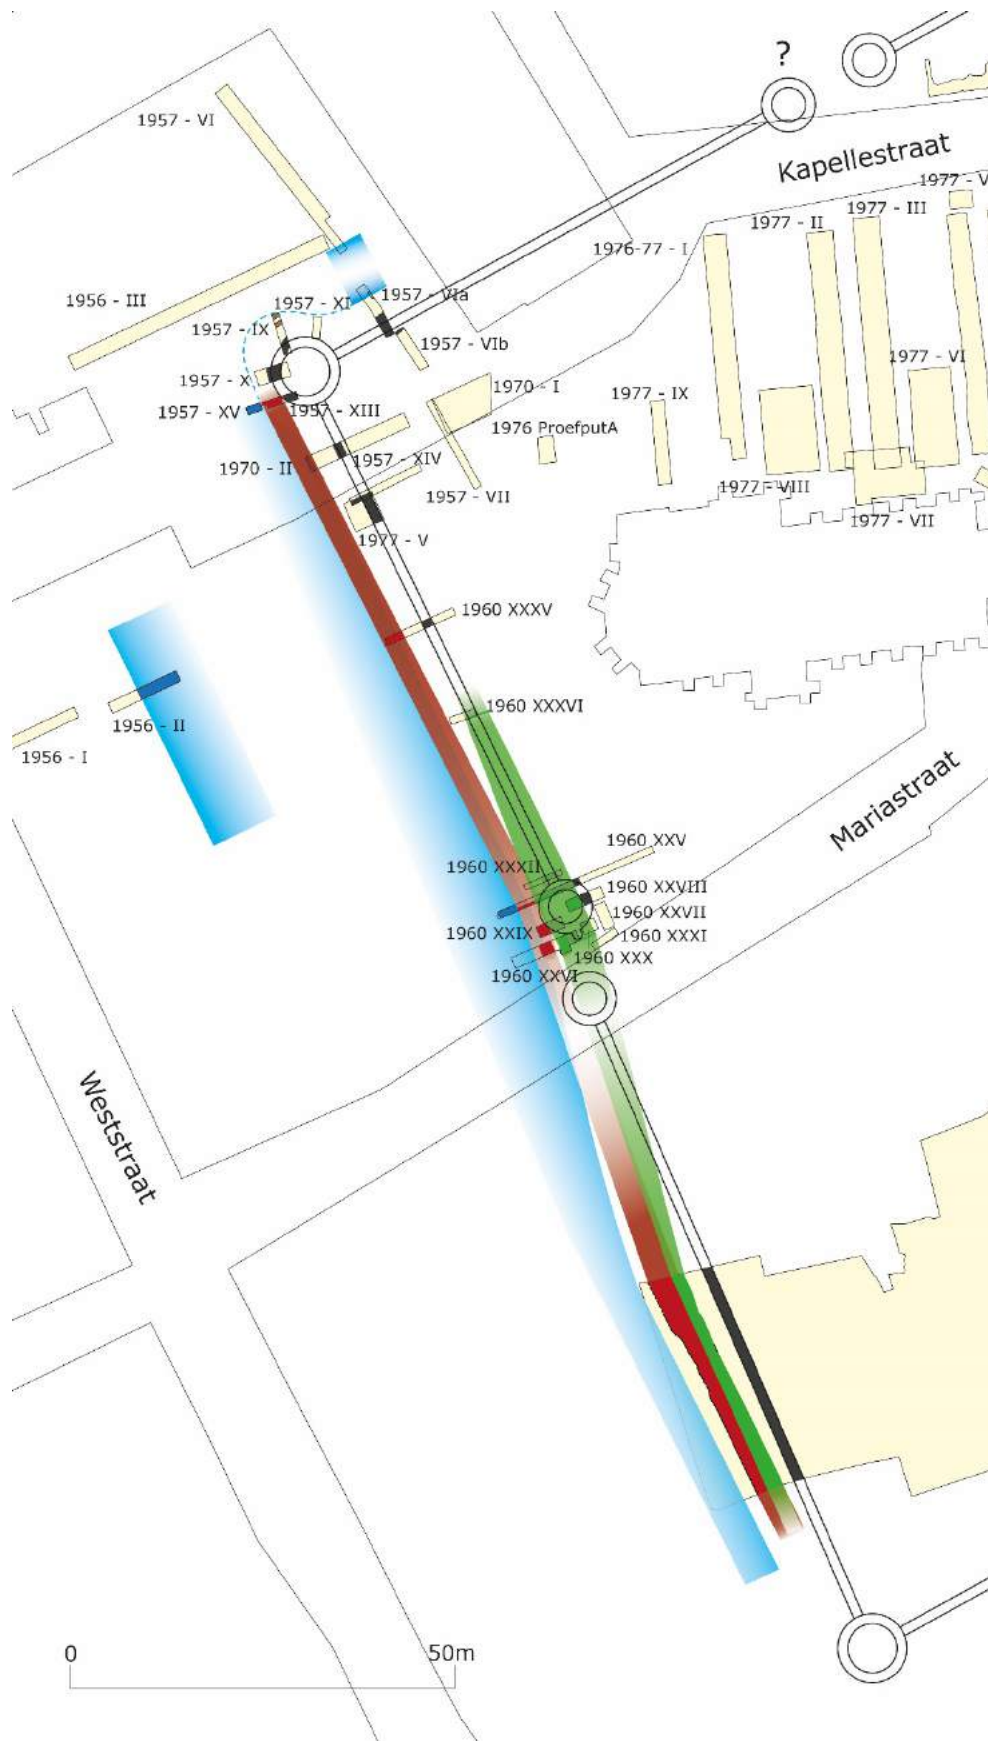 ?
1957 - VI
Kapellestraat
1977 - V
1977 - III
1977 - II
1976-77 - I
1956 - III
1957 - XI
1957 - VIa
1957 - IX
1957 - VIb
1977 - VI
1957 - X
1970 - I
1977 - IX
1957 - XV
1957 - XIII
1976 ProefputA
1957 - XIV
1970 - II
1977 - VIII
1957 - VII
1977 - VII
1977 - V
1960 XXXV
1960 XXXVI
1956 - II
1956 - I
Mariastraat
1960 XXV
1960 XXXII
1960 XXVIII
1960 XXVII
1960 XXIX
1960 XXXI
1960 XXX
1960 XXVI
Weststraat
0
50m